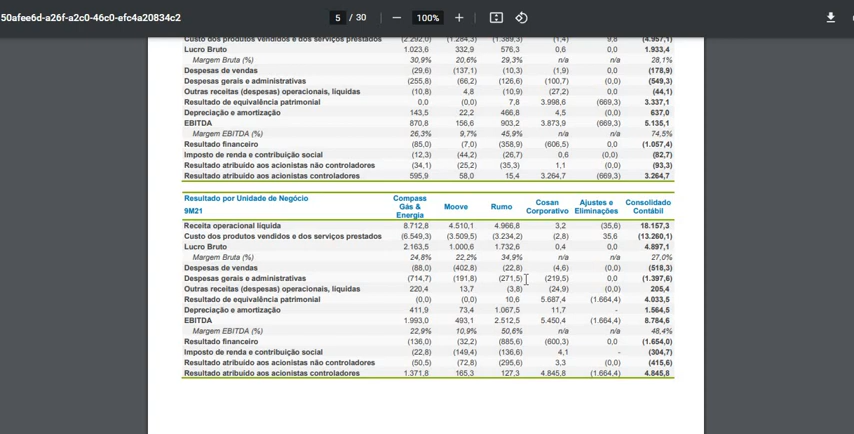 50afee6d-a26f-a2c0-46c0-efc4a20834c2 5 / 30 − 100% +
Custo dos produtos vendidos e dos serviços prestados (2.292,0) (1.284,3) (1.389,3) (1,4) 9,8 (4.957,1)
Lucro Bruto 1.023,6 332,9 576,3 0,6 0,0 1.933,4
Margem Bruta (%) 30,9% 20,6% 29,3% n/a n/a 28,1%
Despesas de vendas (29,6) (137,1) (10,3) (1,9) 0,0 (178,9)
Despesas gerais e administrativas (255,8) (66,2) (126,6) (100,7) (0,0) (549,3)
Outras receitas (despesas) operacionais, líquidas (10,8) 4,8 (10,9) (27,2) 0,0 (44,1)
Resultado de equivalência patrimonial 0,0 (0,0) 7,8 3.998,6 (669,3) 3.337,1
Depreciação e amortização 143,5 22,2 466,8 4,5 (0,0) 637,0
EBITDA 870,8 156,6 903,2 3.873,9 (669,3) 5.135,1
Margem EBITDA (%) 26,3% 9,7% 45,9% n/a n/a 74,5%
Resultado financeiro (85,0) (7,0) (358,9) (606,5) 0,0 (1.057,4)
Imposto de renda e contribuição social (12,3) (44,2) (26,7) 0,6 (0,0) (82,7)
Resultado atribuído aos acionistas não controladores (34,1) (25,2) (35,3) 1,1 (0,0) (93,3)
Resultado atribuído aos acionistas controladores 595,9 58,0 15,4 3.264,7 (669,3) 3.264,7
Resultado por Unidade de Negócio
9M21
Compass
Gás &
Energia
Moove
Rumo
Cosan
Corporativo
Ajustes e
Eliminações
Consolidado
Contábil
Receita operacional líquida 8.712,8 4.510,1 4.966,8 3,2 (35,6) 18.157,3
Custo dos produtos vendidos e dos serviços prestados (6.549,3) (3.509,5) (3.234,2) (2,8) 35,6 (13.260,1)
Lucro Bruto 2.163,5 1.000,6 1.732,6 0,4 0,0 4.897,1
Margem Bruta (%) 24,8% 22,2% 34,9% n/a n/a 27,0%
Despesas de vendas (88,0) (402,8) (22,8) (4,6) (0,0) (518,3)
Despesas gerais e administrativas (714,7) (191,8) (271,5) (219,5) 0,0 (1.397,6)
Outras receitas (despesas) operacionais, líquidas 220,4 13,7 (3,8) (24,9) (0,0) 205,4
Resultado de equivalência patrimonial (0,0) (0,0) 10,6 5.687,4 (1.664,4) 4.033,5
Depreciação e amortização 411,9 73,4 1.067,5 11,7 - 1.564,5
EBITDA 1.993,0 493,1 2.512,5 5.450,4 (1.664,4) 8.784,6
Margem EBITDA (%) 22,9% 10,9% 50,6% n/a n/a 48,4%
Resultado financeiro (136,0) (32,2) (885,6) (600,3) 0,0 (1.654,0)
Imposto de renda e contribuição social (22,8) (149,4) (136,6) 4,1 - (304,7)
Resultado atribuído aos acionistas não controladores (50,5) (72,8) (295,6) 3,3 (0,0) (415,6)
Resultado atribuído aos acionistas controladores 1.371,8 165,3 127,3 4.845,8 (1.664,4) 4.845,8